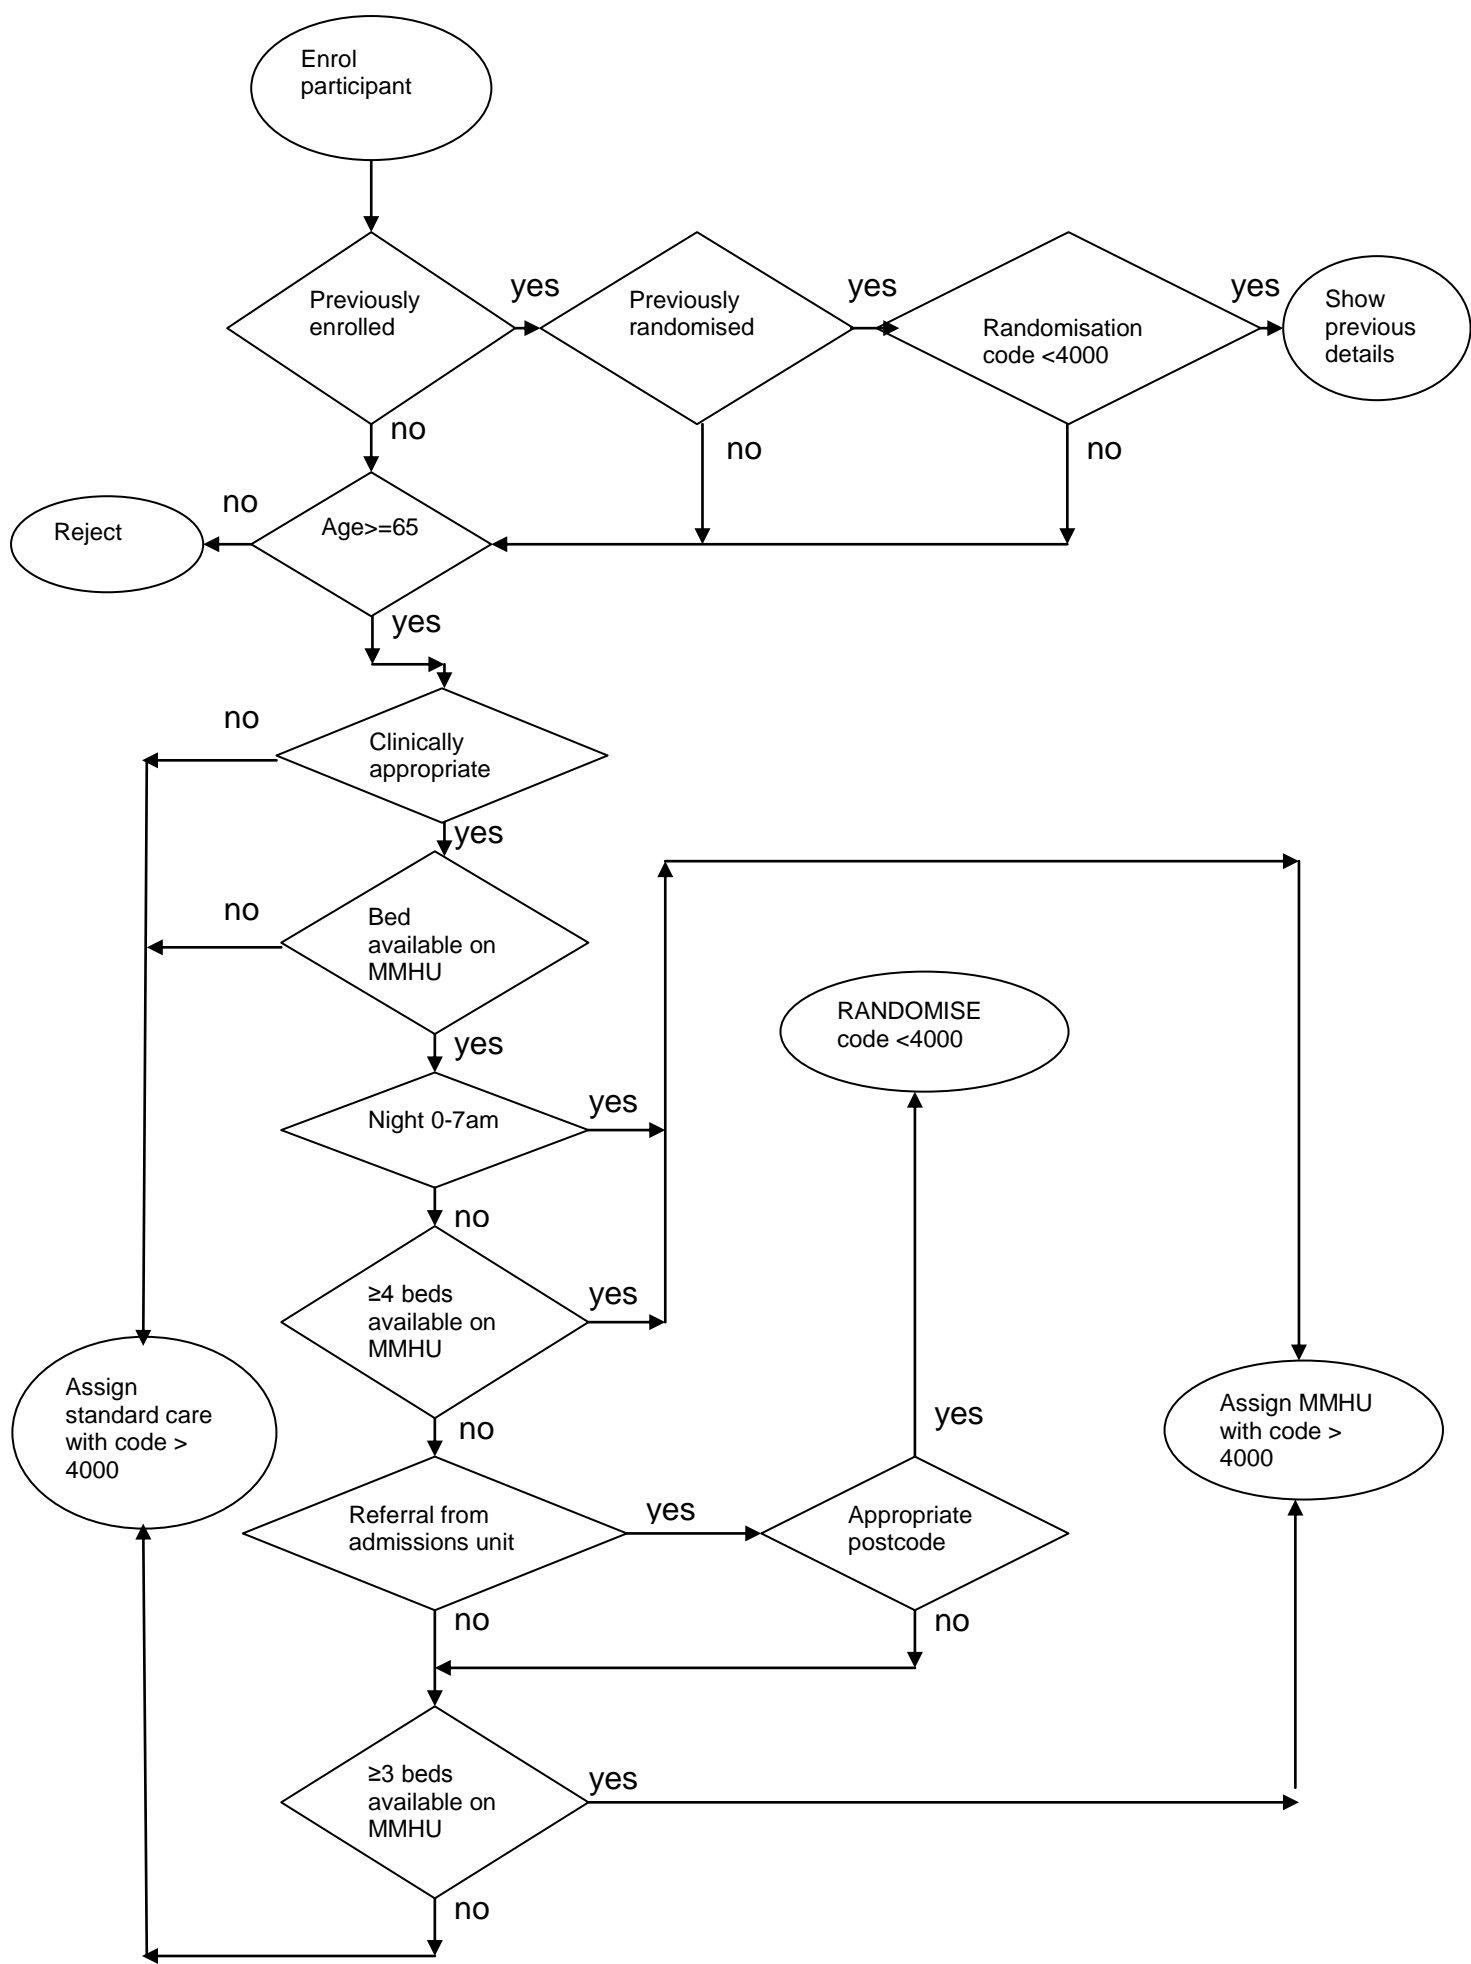 Enrol
participant
yes
yes
yes
Previously
enrolled
Previously
randomised
Randomisation
code <4000
Show
previous
details
no
no
no
no
Reject
Age>=65
yes
no
Clinically
appropriate
yes
no
Bed
available on
MMHU
RANDOMISE
code <4000
yes
Night 0-7am
yes
no
≥4 beds
available on
MMHU
yes
Assign
standard care
with code >
4000
Assign MMHU
with code >
4000
yes
no
Referral from
admissions unit
yes
Appropriate
postcode
no
no
≥3 beds
available on
MMHU
yes
no